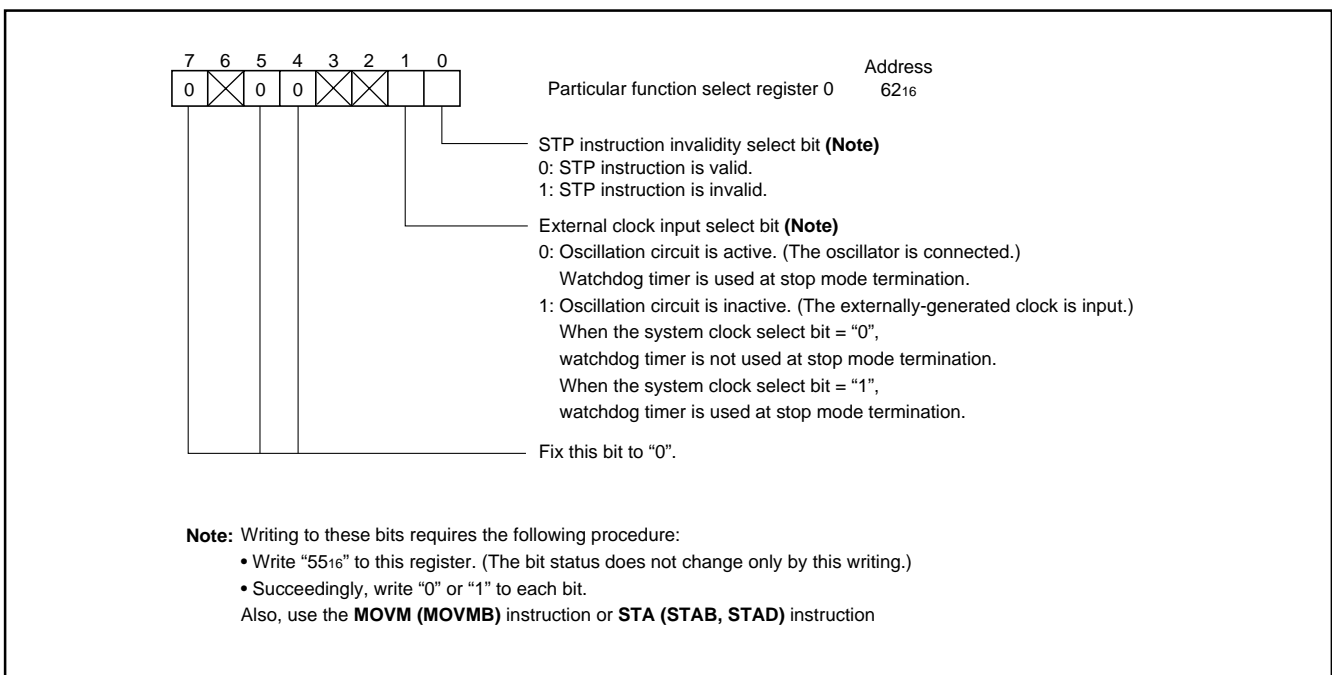 7 6 5 4 3 2 1 0
Address
0 0 0
Particular function select register 0 62₁₆
STP instruction invalidity select bit (Note)
0: STP instruction is valid.
1: STP instruction is invalid.
External clock input select bit (Note)
0: Oscillation circuit is active. (The oscillator is connected.)
Watchdog timer is used at stop mode termination.
1: Oscillation circuit is inactive. (The externally-generated clock is input.)
When the system clock select bit = “0”,
watchdog timer is not used at stop mode termination.
When the system clock select bit = “1”,
watchdog timer is used at stop mode termination.
Fix this bit to “0”.
Note: Writing to these bits requires the following procedure:
• Write “55₁₆” to this register. (The bit status does not change only by this writing.)
• Succeedingly, write “0” or “1” to each bit.
Also, use the MOVM (MOVMB) instruction or STA (STAB, STAD) instruction